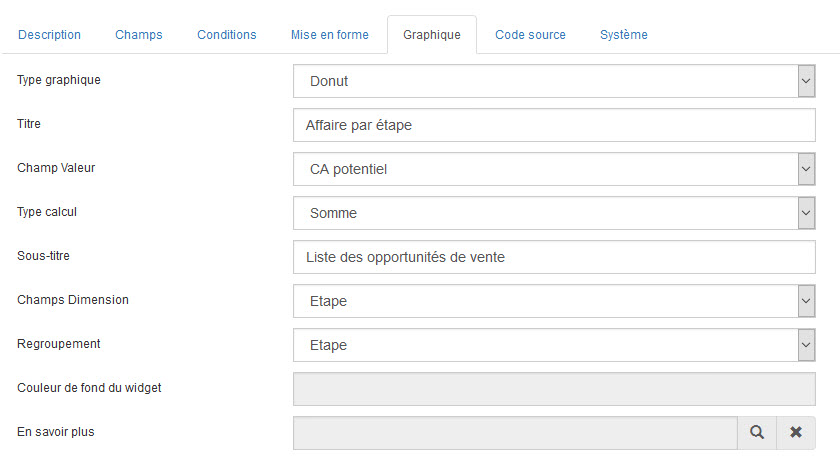 Description Champs Conditions Mise en forme Graphique Code source Système
Type graphique Donut
Titre Affaire par étape
Champ Valeur CA potentiel
Type calcul Somme
Sous-titre Liste des opportunités de vente
Champs Dimension Etape
Regroupement Etape
Couleur de fond du widget
En savoir plus